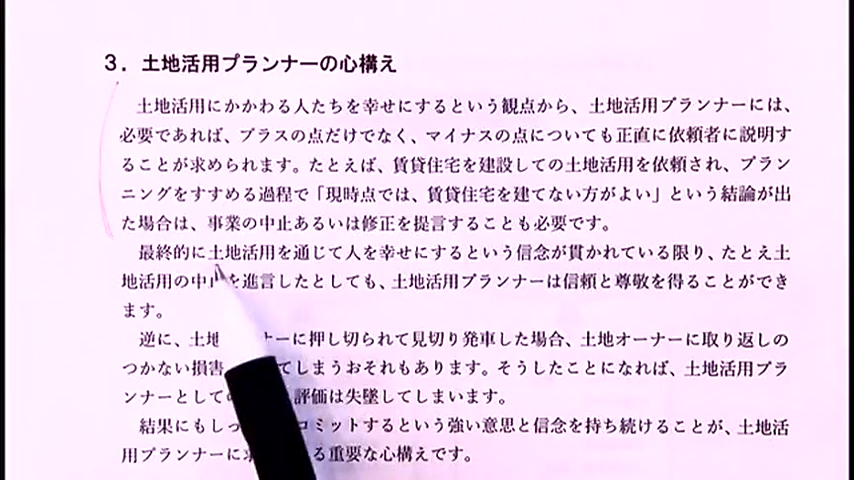 3．土地活用プランナーの心構え
土地活用にかかわる人たちを幸せにするという観点から、土地活用プランナーには、
必要であれば、プラスの点だけでなく、マイナスの点についても正直に依頼者に説明す
ることが求められます。たとえば、賃貸住宅を建設しての土地活用を依頼され、プラン
ニングをすすめる過程で「現時点では、賃貸住宅を建てない方がよい」という結論が出
た場合は、事業の中止あるいは修正を提言することも必要です。
最終的に土地活用を通じて人を幸せにするという信念が貫かれている限り、たとえ土
地活用の中止を進言したとしても、土地活用プランナーは信頼と尊敬を得ることができ
ます。
逆に、土地 ナーに押し切られて見切り発車した場合、土地オーナーに取り返しの
つかない損害 てしまうおそれもあります。そうしたことになれば、土地活用プラ
ンナーとして 評価は失墜してしまいます。
結果にもしっ コミットするという強い意思と信念を持ち続けることが、土地活
用プランナーに る重要な心構えです。